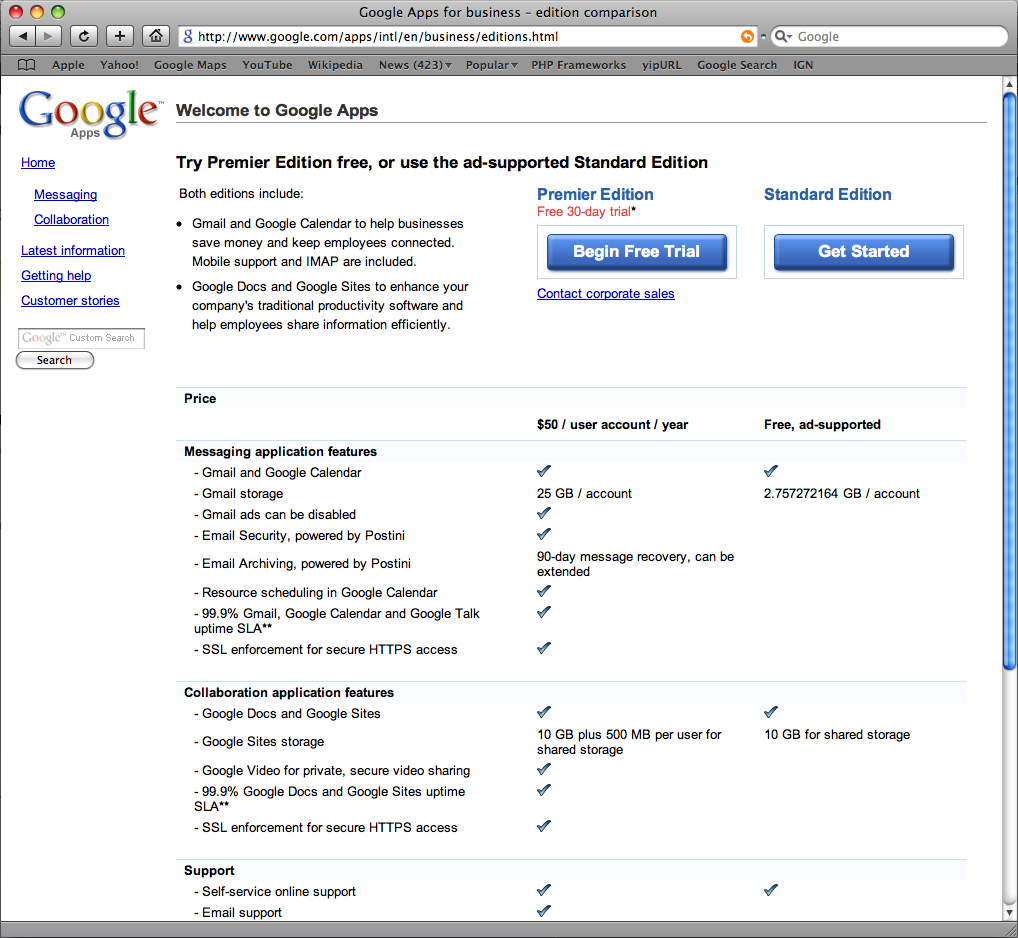 Google Apps for business – edition comparison
http://www.google.com/apps/intl/en/business/editions.html
Google
Apple Yahoo! Google Maps YouTube Wikipedia News (423) Popular PHP Frameworks yipURL Google Search IGN
Google™
Apps
Welcome to Google Apps
Home
Messaging
Collaboration
Latest information
Getting help
Customer stories
Google™ Custom Search
Search
Try Premier Edition free, or use the ad-supported Standard Edition
Both editions include:
• Gmail and Google Calendar to help businesses
save money and keep employees connected.
Mobile support and IMAP are included.
• Google Docs and Google Sites to enhance your
company's traditional productivity software and
help employees share information efficiently.
Premier Edition
Free 30-day trial*
Begin Free Trial
Contact corporate sales
Standard Edition
Get Started
Price
$50 / user account / year Free, ad-supported
Messaging application features
- Gmail and Google Calendar ✔ ✔
- Gmail storage 25 GB / account 2.757272164 GB / account
- Gmail ads can be disabled ✔
- Email Security, powered by Postini ✔
- Email Archiving, powered by Postini 90-day message recovery, can be
extended
- Resource scheduling in Google Calendar ✔
- 99.9% Gmail, Google Calendar and Google Talk ✔
uptime SLA**
- SSL enforcement for secure HTTPS access ✔
Collaboration application features
- Google Docs and Google Sites ✔ ✔
- Google Sites storage 10 GB plus 500 MB per user for 10 GB for shared storage
shared storage
- Google Video for private, secure video sharing ✔
- 99.9% Google Docs and Google Sites uptime ✔
SLA**
- SSL enforcement for secure HTTPS access ✔
Support
- Self-service online support ✔ ✔
- Email support ✔